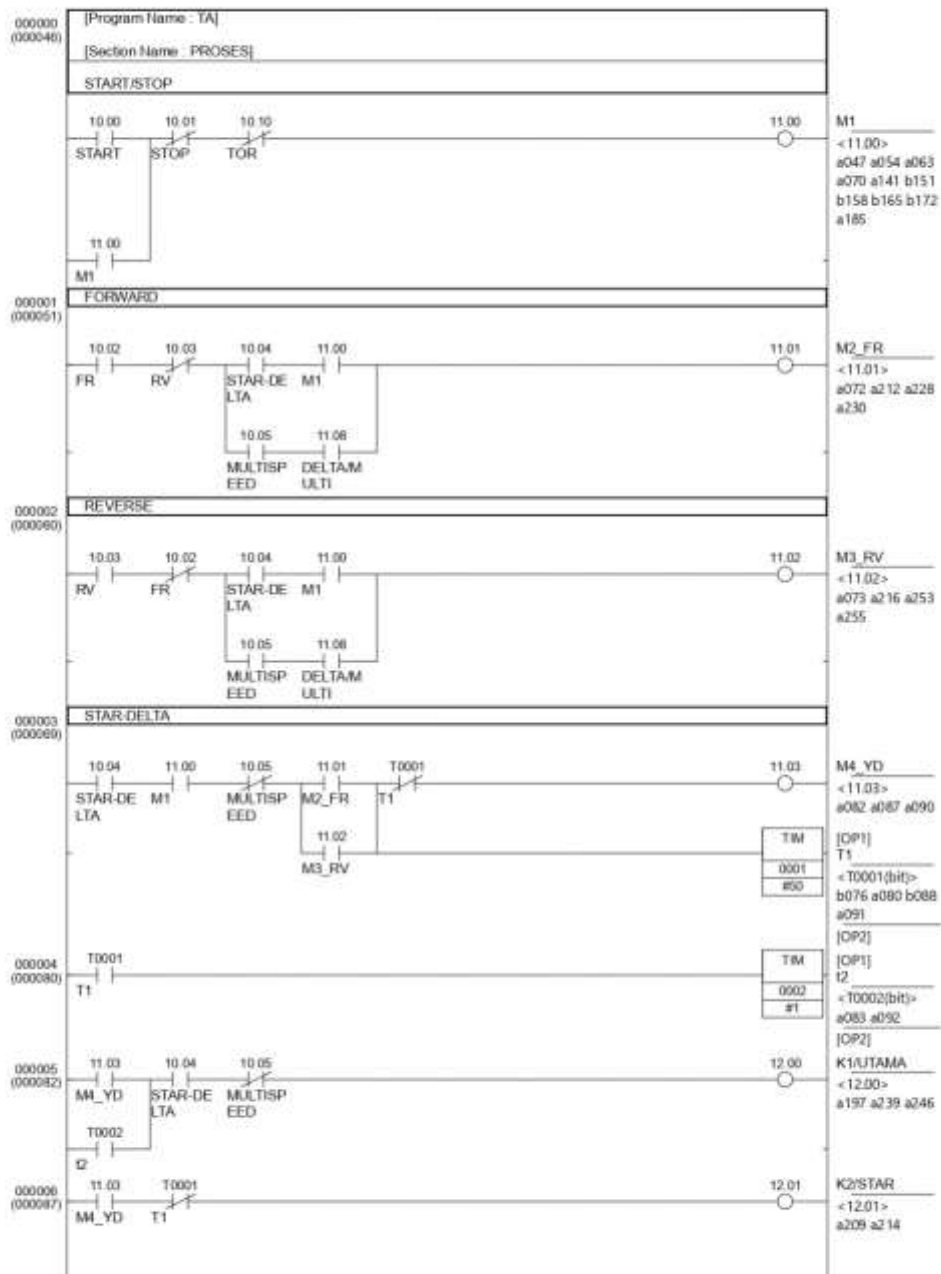 000000
(000046)
[Program Name : TA]
[Section Name : PROSES]
START/STOP
10.00 10.01 10.10 11.00 M1
START STOP TOR <11.00>
a047 a054 a063
a070 a141 b151
b158 b165 b172
a185
11.00
M1
000001
(000051)
FORWARD
10.02 10.03 10.04 11.00 11.01 M2_FR
FR RV STAR-DE M1 <11.01>
LTA a072 a212 a228
a230
10.05 11.08
MULTISP DELTA/M
EED ULTI
000002
(000060)
REVERSE
10.03 10.02 10.04 11.00 11.02 M3_RV
RV FR STAR-DE M1 <11.02>
LTA a073 a216 a253
a255
10.05 11.08
MULTISP DELTA/M
EED ULTI
000003
(000069)
STAR-DELTA
10.04 11.00 10.05 11.01 T0001 11.03 M4_YD
STAR-DE M1 MULTISP M2_FR T1 <11.03>
LTA EED a082 a087 a090
11.02 TIM [OP1]
M3_RV T1
0001 <T0001(bit)>
#50 b076 a080 b088
a091
[OP2]
000004
(000080)
T0001 TIM [OP1]
T1 t2
0002 <T0002(bit)>
#1 a083 a092
[OP2]
000005
(000082)
11.03 10.04 10.05 12.00 K1/UTAMA
M4_YD STAR-DE MULTISP <12.00>
LTA EED a197 a239 a246
T0002
t2
000006
(000087)
11.03 T0001 12.01 K2/STAR
M4_YD T1 <12.01>
a209 a214